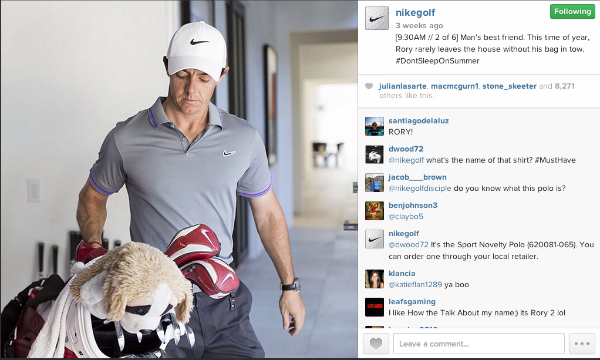 nikegolf
Following
3 weeks ago
[9:30AM // 2 of 6] Man's best friend. This time of year,
Rory rarely leaves the house without his bag in tow.
#DontSleepOnSummer
julianlasarte, macmcgurn1, stone_skeeter and 8,271
others like this.
santiagodelaluz
RORY!
dwood72
@nikegolf what's the name of that shirt? #MustHave
jacob___brown
@nikegolfdisciple do you know what this polo is?
benjohnson3
@claybo5
nikegolf
@dwood72 It's the Sport Novelty Polo (620081-065). You
can order one through your local retailer.
klancia
@katieflan1289 ya boo
leafsgaming
I like How the Talk About my name;) Its Rory 2 lol
Leave a comment...